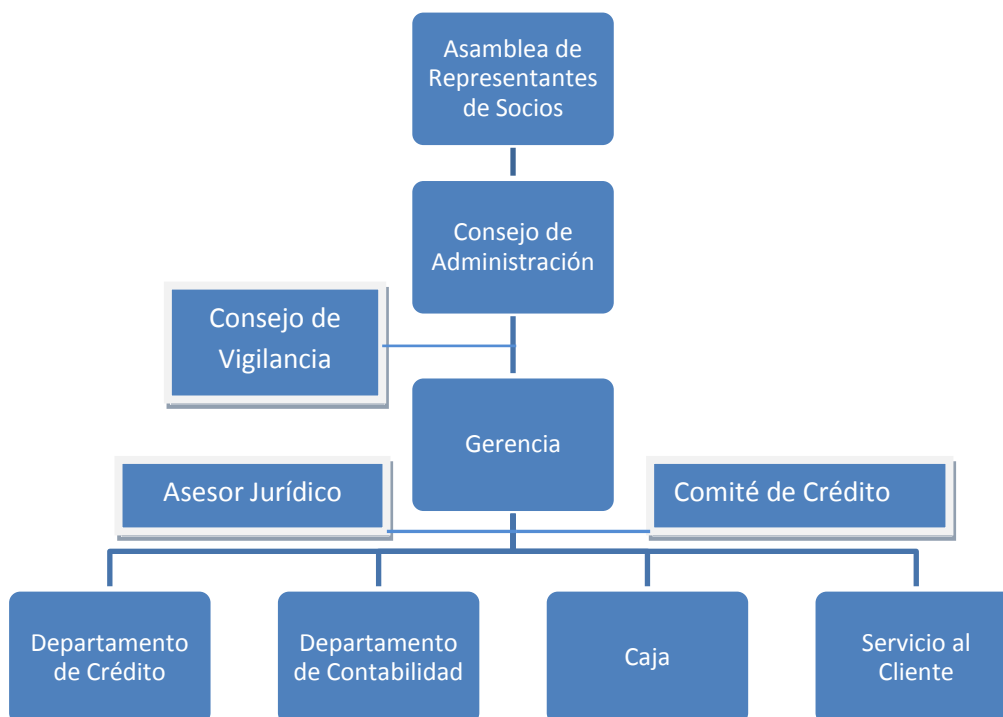 Asamblea de
Representantes
de Socios
Consejo de
Administración
Consejo de
Vigilancia
Gerencia
Asesor Jurídico
Comité de Crédito
Departamento
de Crédito
Departamento
de Contabilidad
Caja
Servicio al
Cliente